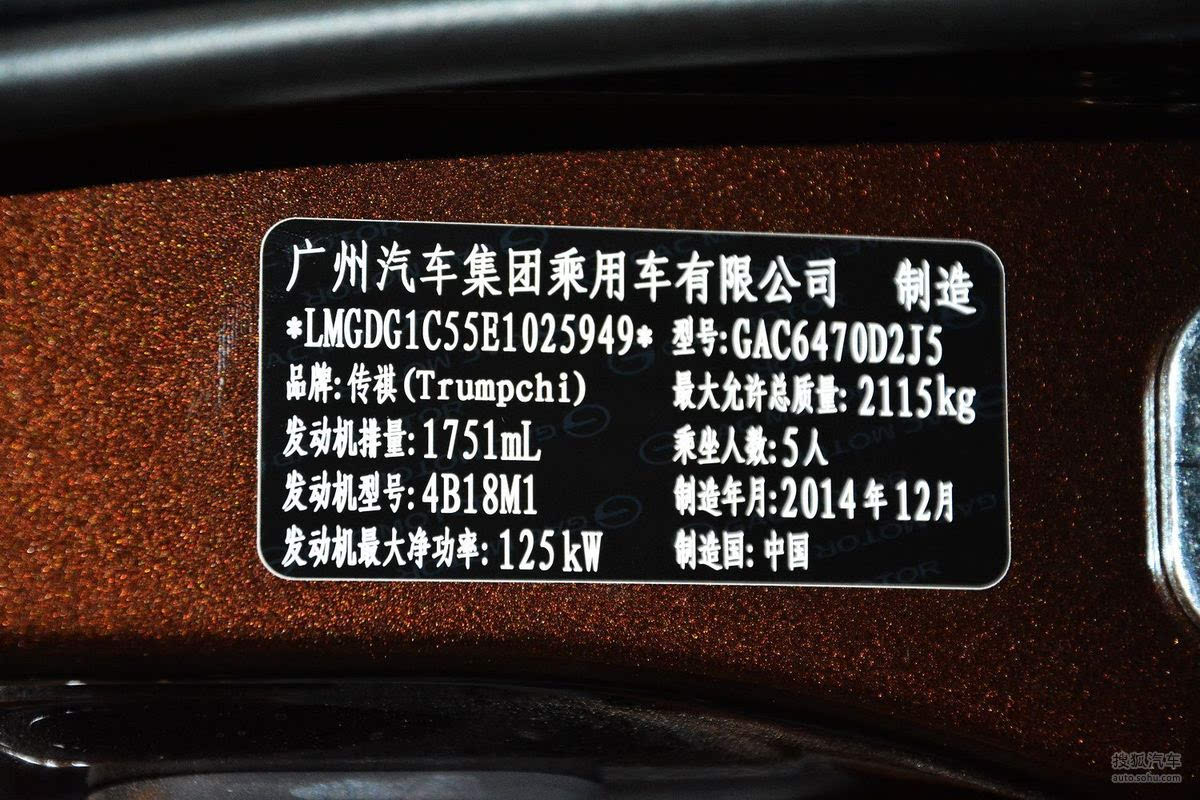 广州汽车集团乘用车有限公司 制造
*LMGDG1C55E1025949* 型号:GAC6470D2J5
品牌:传祺(Trumpchi) 最大允许总质量:2115kg
发动机排量:1751mL 乘坐人数:5人
发动机型号:4B18M1 制造年月:2014年12月
发动机最大净功率:125kW 制造国:中国
搜狐汽车
auto.sohu.com